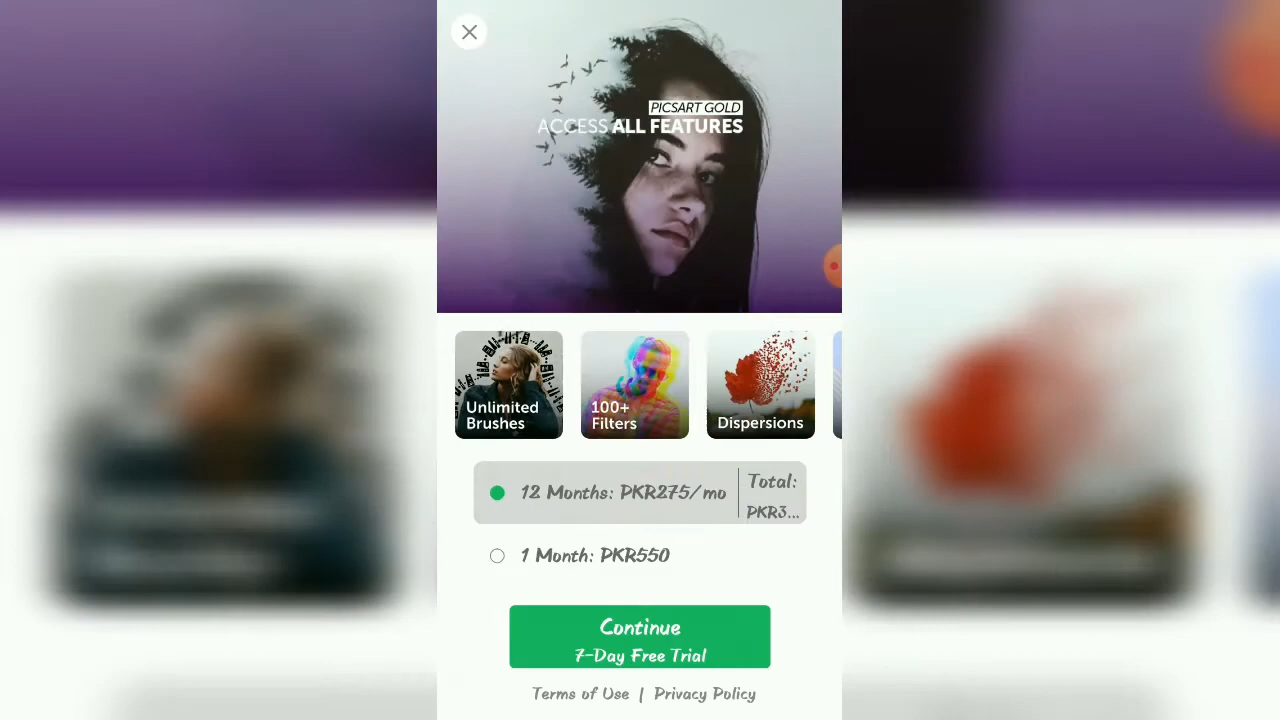 PICSART GOLD
ACCESS ALL FEATURES
Unlimited
Brushes
100+
Filters
Dispersions
12 Months: PKR275/mo
Total:
PKR3...
1 Month: PKR550
Continue
7-Day Free Trial
Terms of Use | Privacy Policy